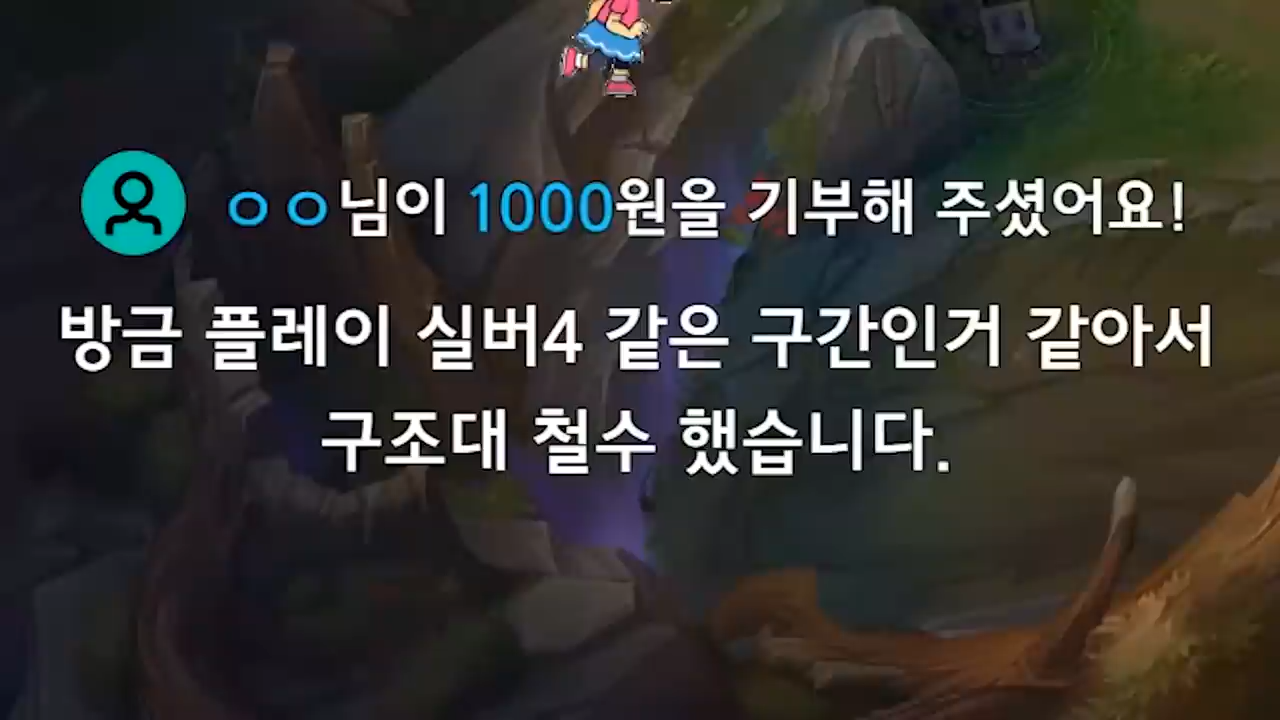 ㅇㅇ님이 1000원을 기부해 주셨어요!
방금 플레이 실버4 같은 구간인거 같아서
구조대 철수 했습니다.